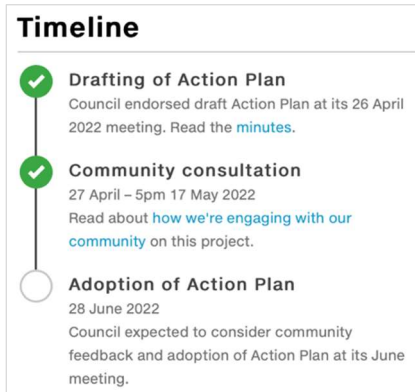 Timeline
Drafting of Action Plan
Council endorsed draft Action Plan at its 26 April
2022 meeting. Read the minutes.
Community consultation
27 April – 5pm 17 May 2022
Read about how we're engaging with our
community on this project.
Adoption of Action Plan
28 June 2022
Council expected to consider community
feedback and adoption of Action Plan at its June
meeting.